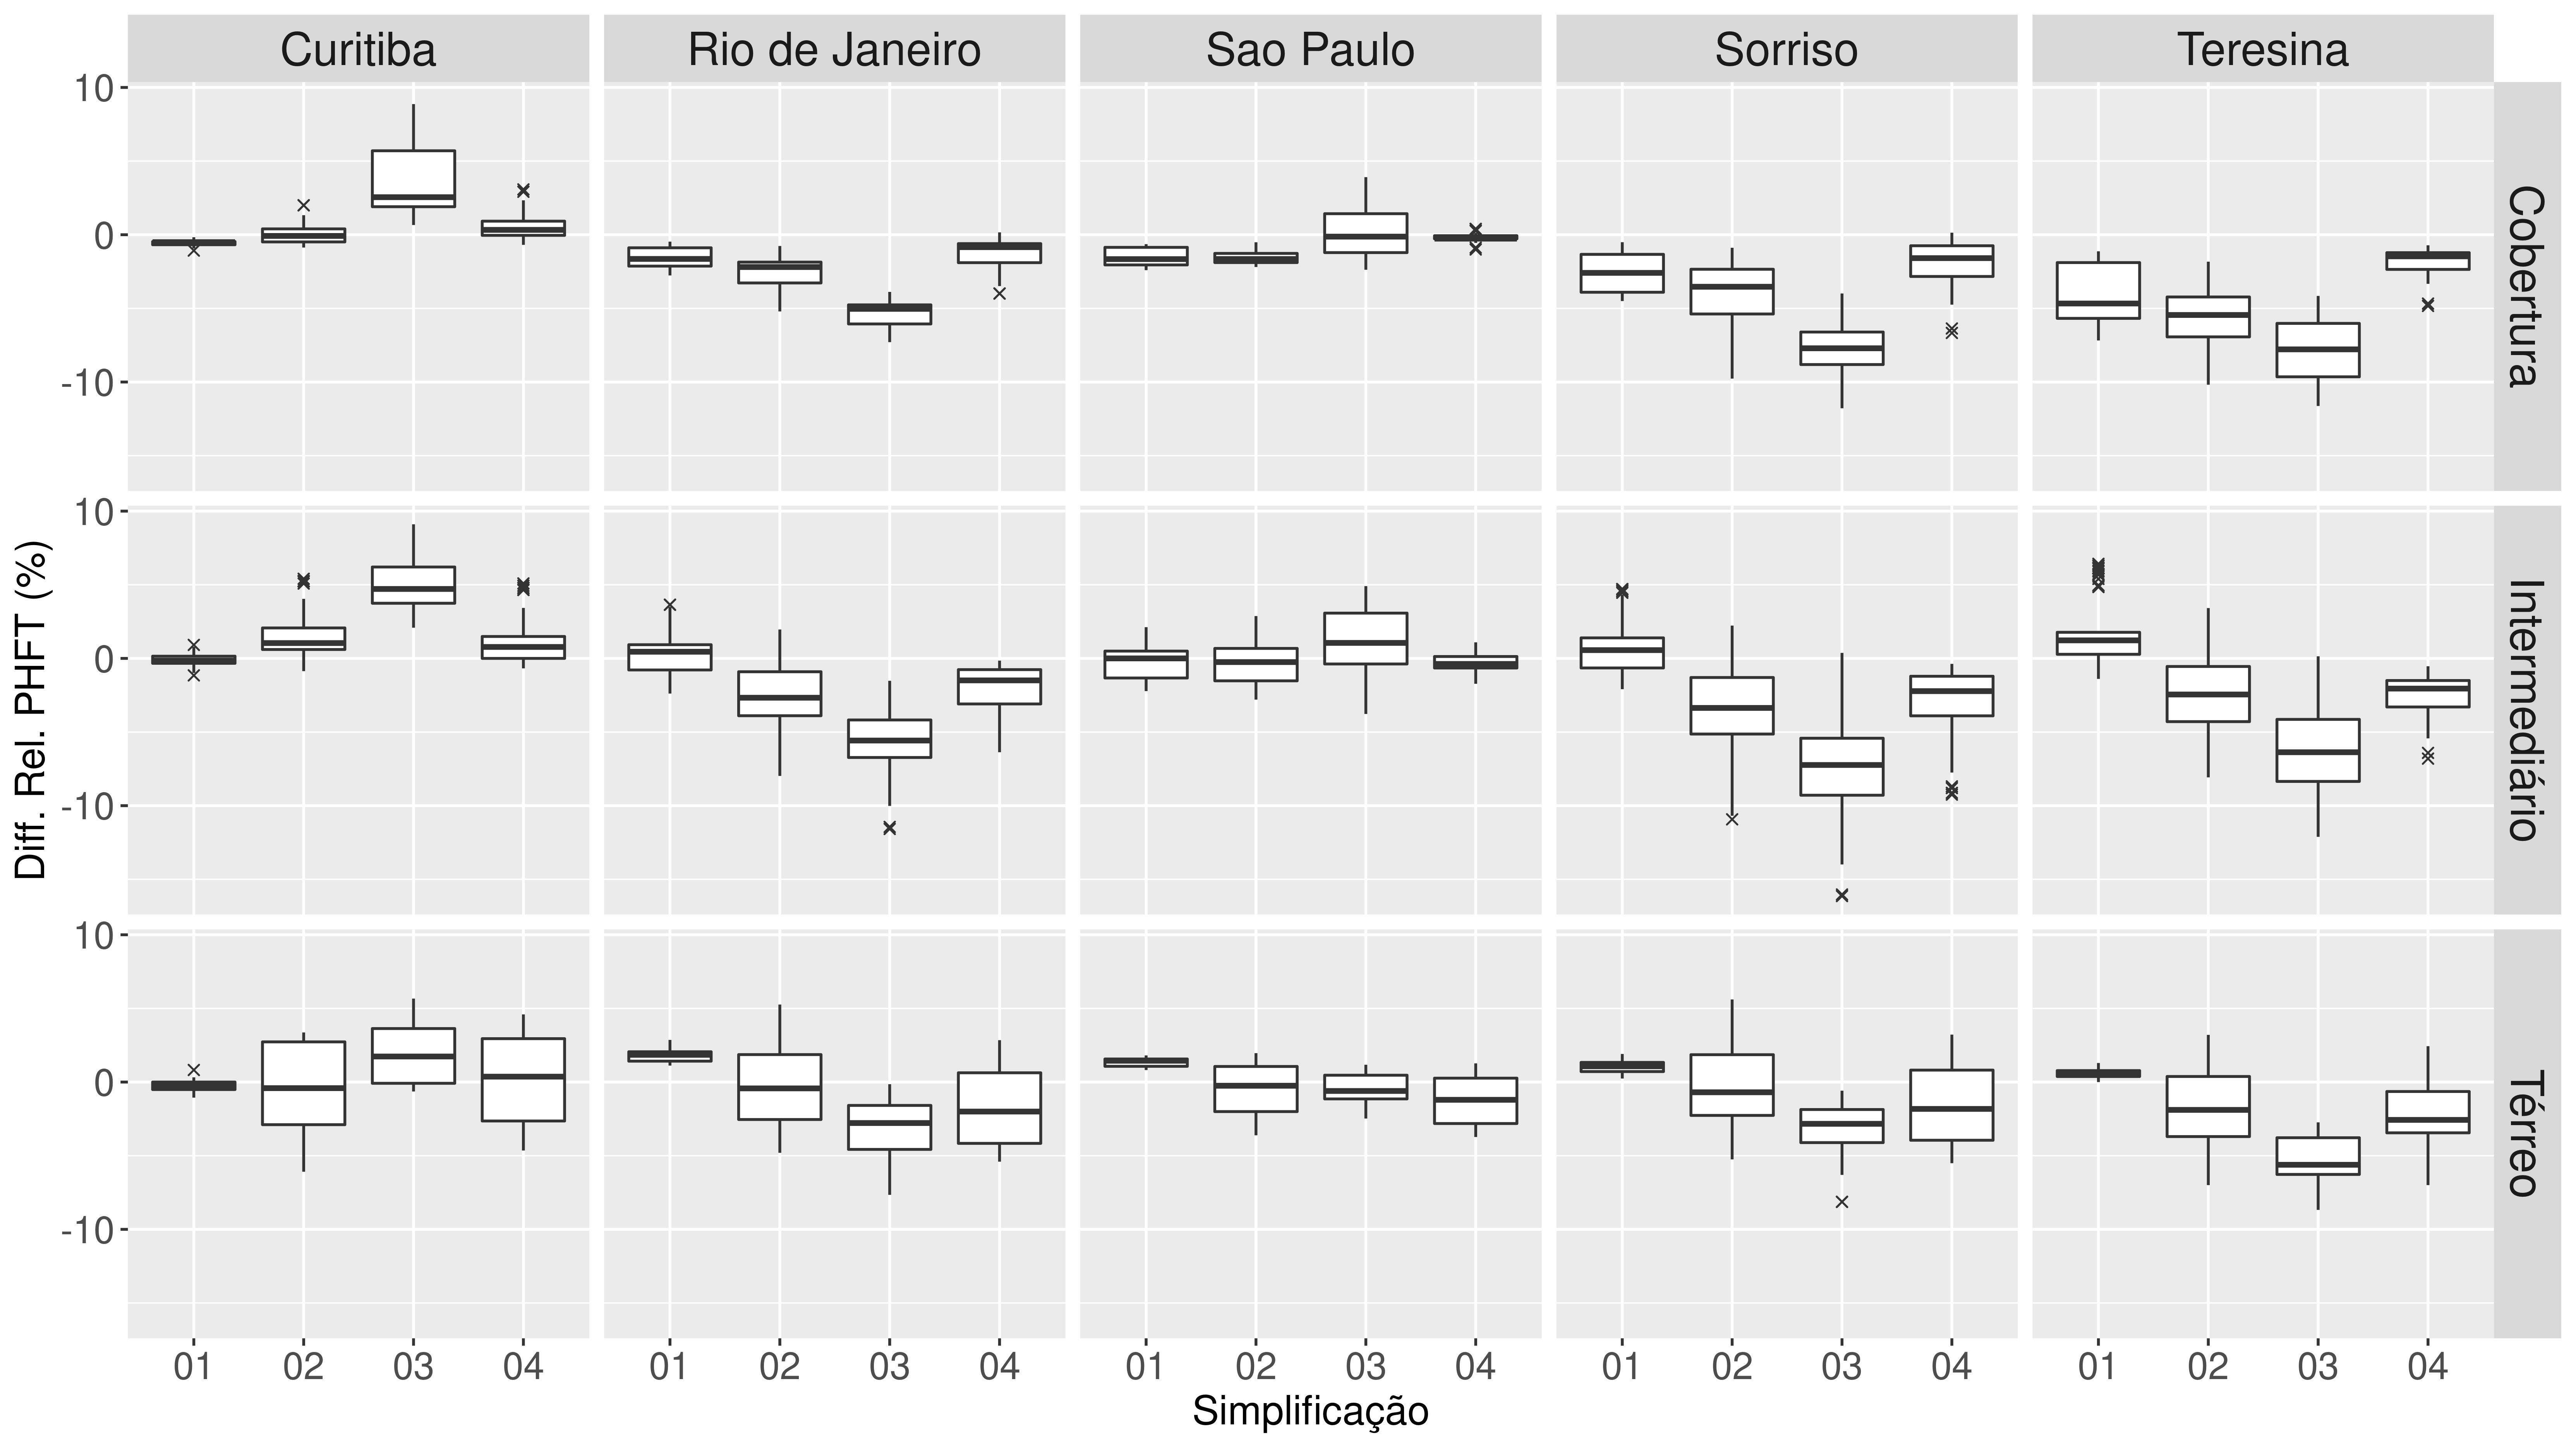 Curitiba Rio de Janeiro Sao Paulo Sorriso Teresina
10
0
-10
Cobertura
10
0
-10
Intermediário
10
0
-10
Térreo
Diff. Rel. PHFT (%)
01 02 03 04 01 02 03 04 01 02 03 04 01 02 03 04 01 02 03 04
Simplificação